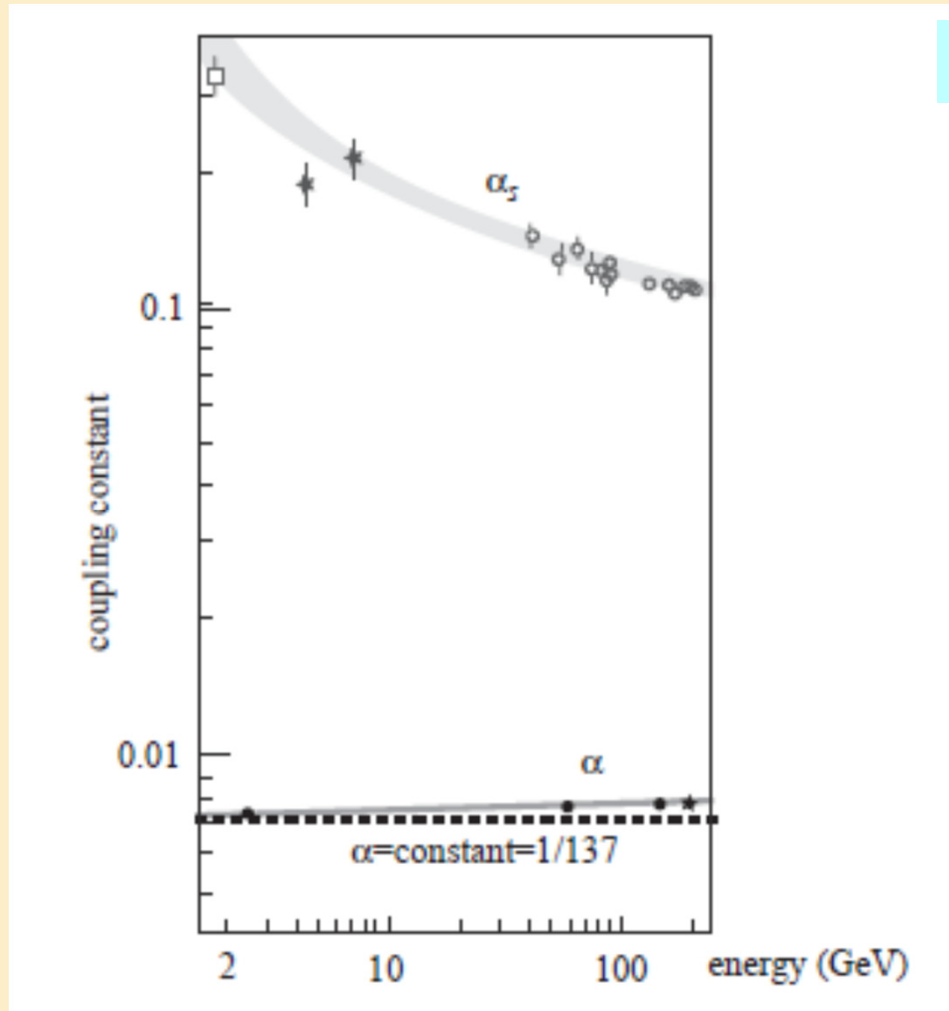 αs
0.1
coupling constant
0.01
α
α=constant=1/137
2
10
100
energy (GeV)